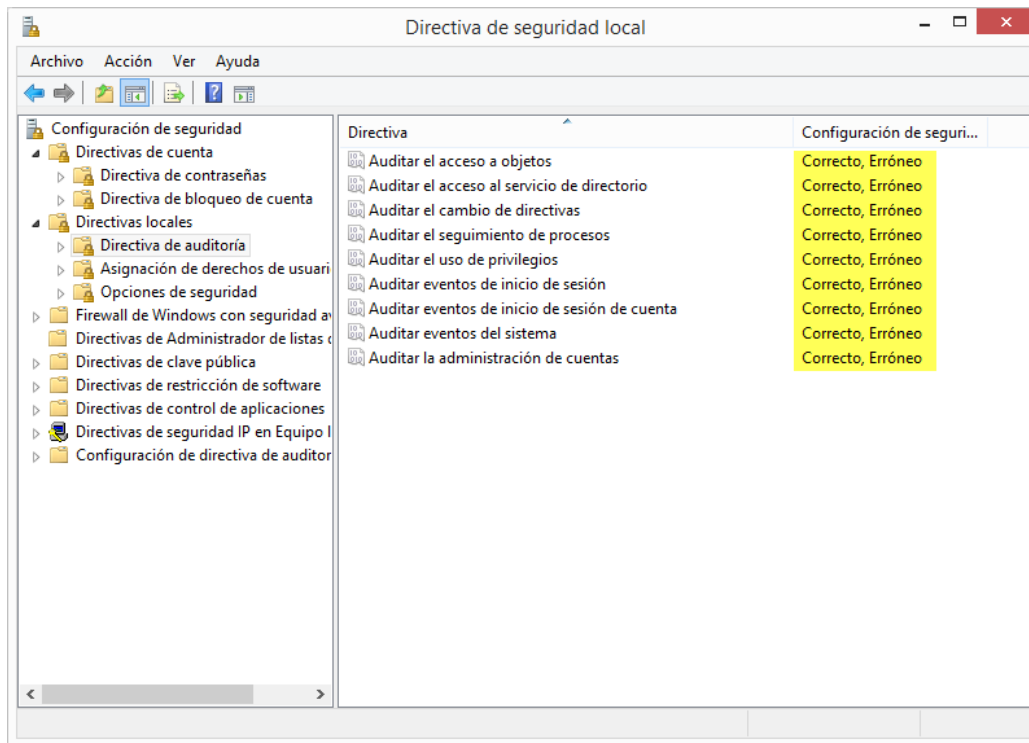 Directiva de seguridad local
Archivo Acción Ver Ayuda
Configuración de seguridad
Directivas de cuenta
Directiva de contraseñas
Directiva de bloqueo de cuenta
Directivas locales
Directiva de auditoría
Asignación de derechos de usuari
Opciones de seguridad
Firewall de Windows con seguridad av
Directivas de Administrador de listas d
Directivas de clave pública
Directivas de restricción de software
Directivas de control de aplicaciones
Directivas de seguridad IP en Equipo l
Configuración de directiva de auditor
Directiva Configuración de seguri...
Auditar el acceso a objetos Correcto, Erróneo
Auditar el acceso al servicio de directorio Correcto, Erróneo
Auditar el cambio de directivas Correcto, Erróneo
Auditar el seguimiento de procesos Correcto, Erróneo
Auditar el uso de privilegios Correcto, Erróneo
Auditar eventos de inicio de sesión Correcto, Erróneo
Auditar eventos de inicio de sesión de cuenta Correcto, Erróneo
Auditar eventos del sistema Correcto, Erróneo
Auditar la administración de cuentas Correcto, Erróneo